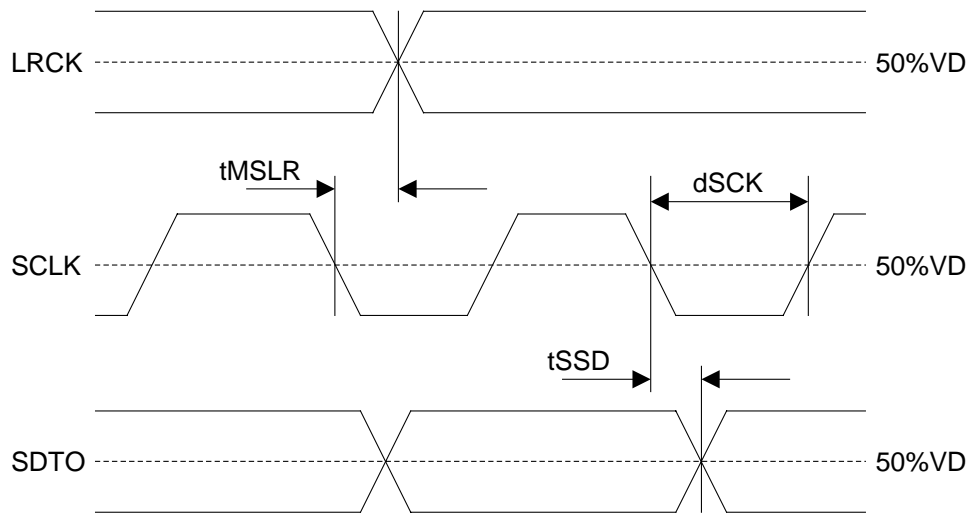 LRCK 50%VD
tMSLR dSCK
SCLK 50%VD
tSSD
SDTO 50%VD